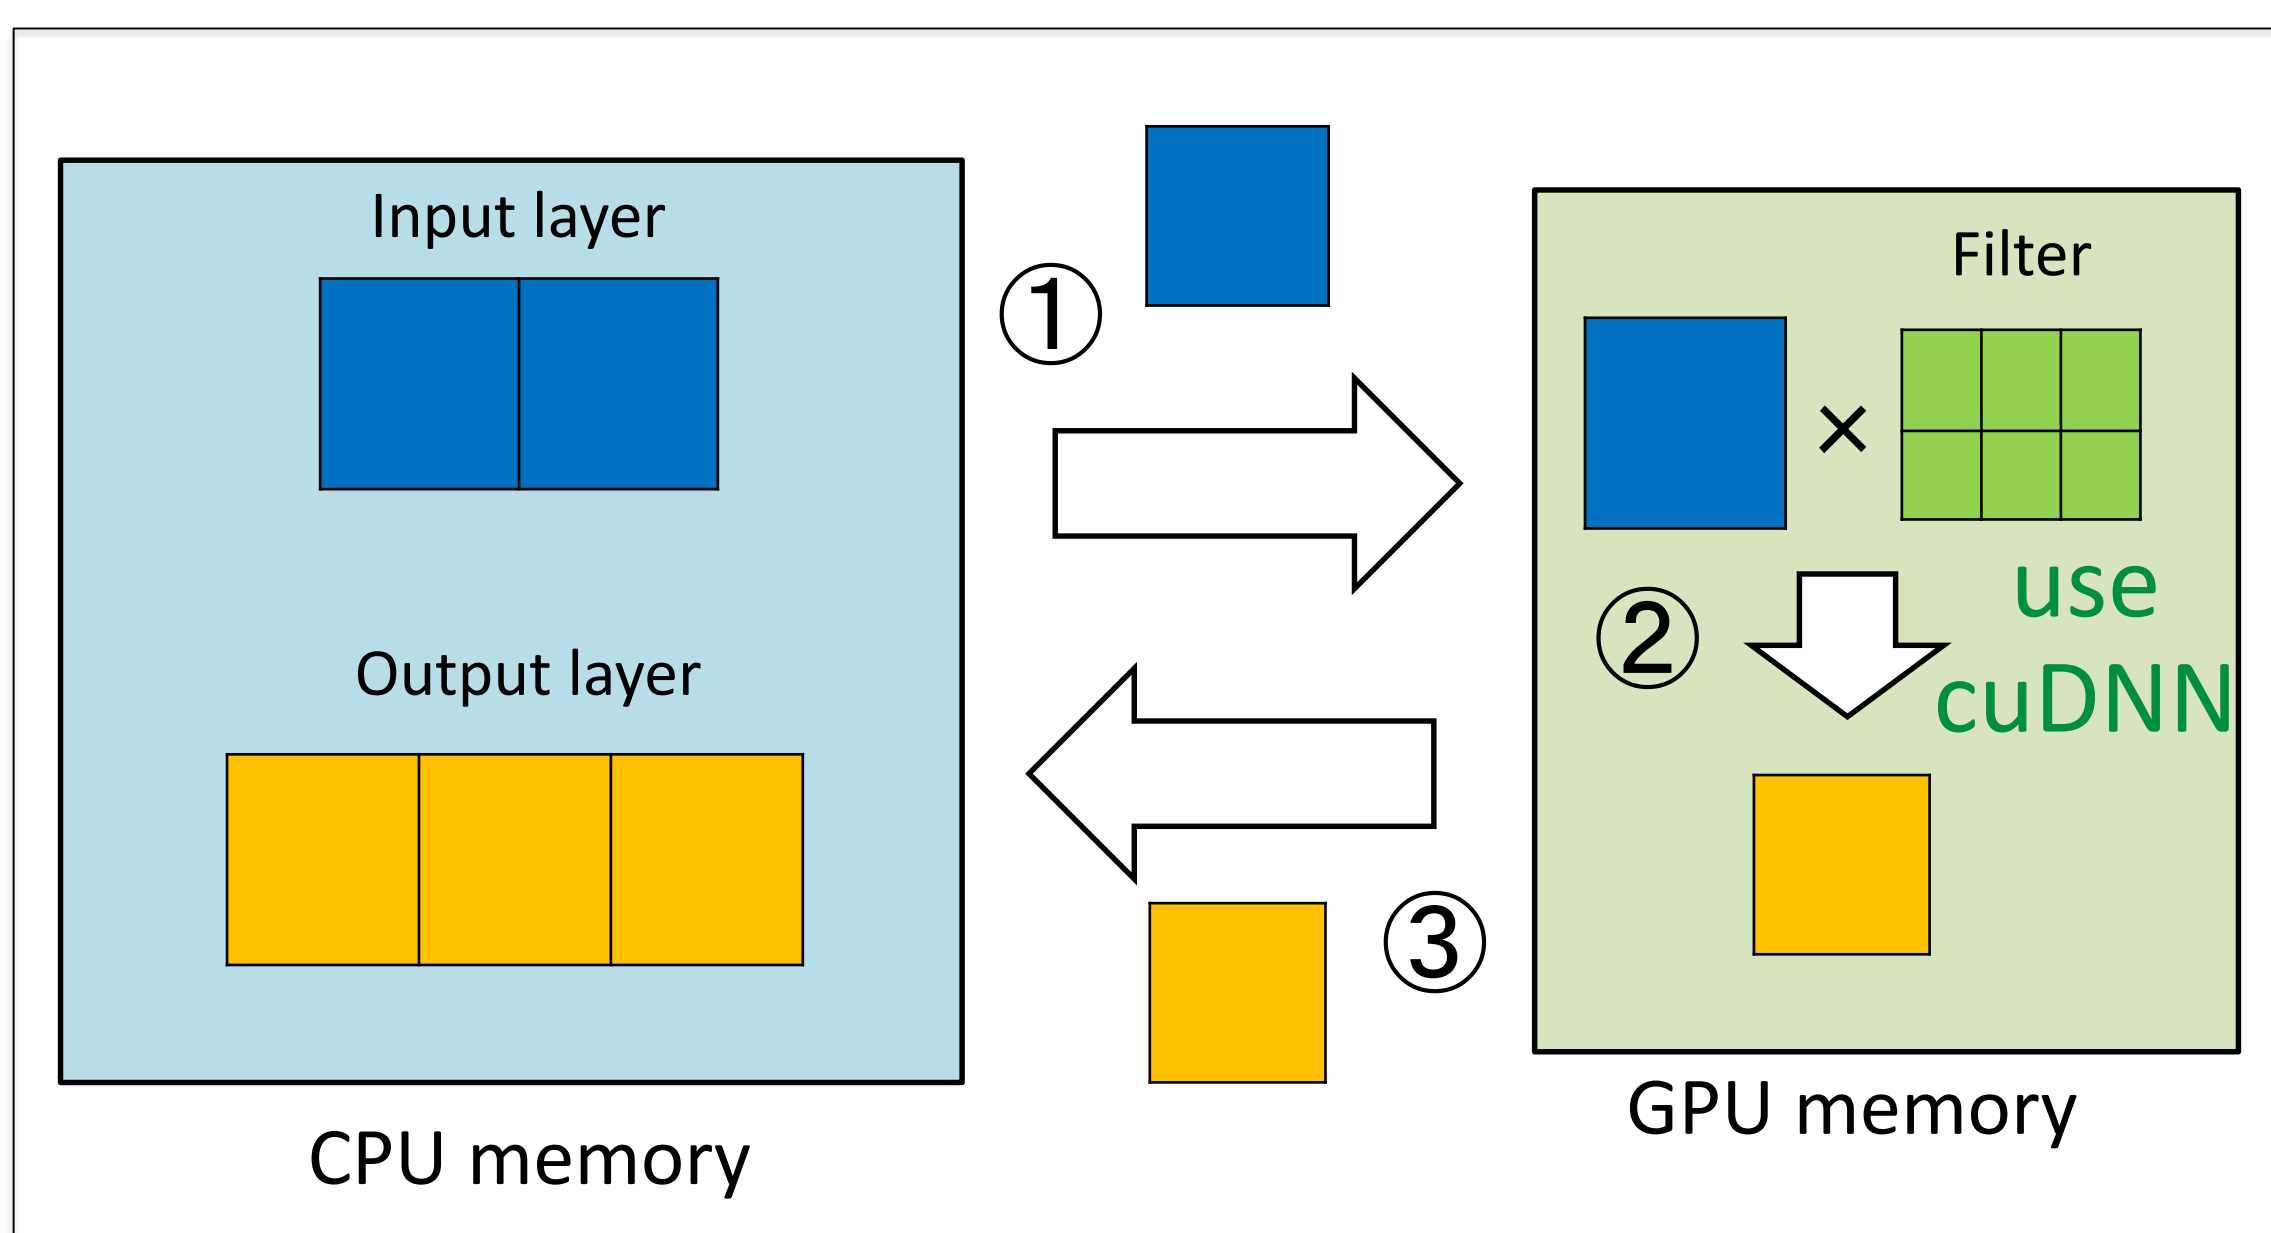 Input layer
Output layer
CPU memory
①
③
Filter
×
②
use
cuDNN
GPU memory